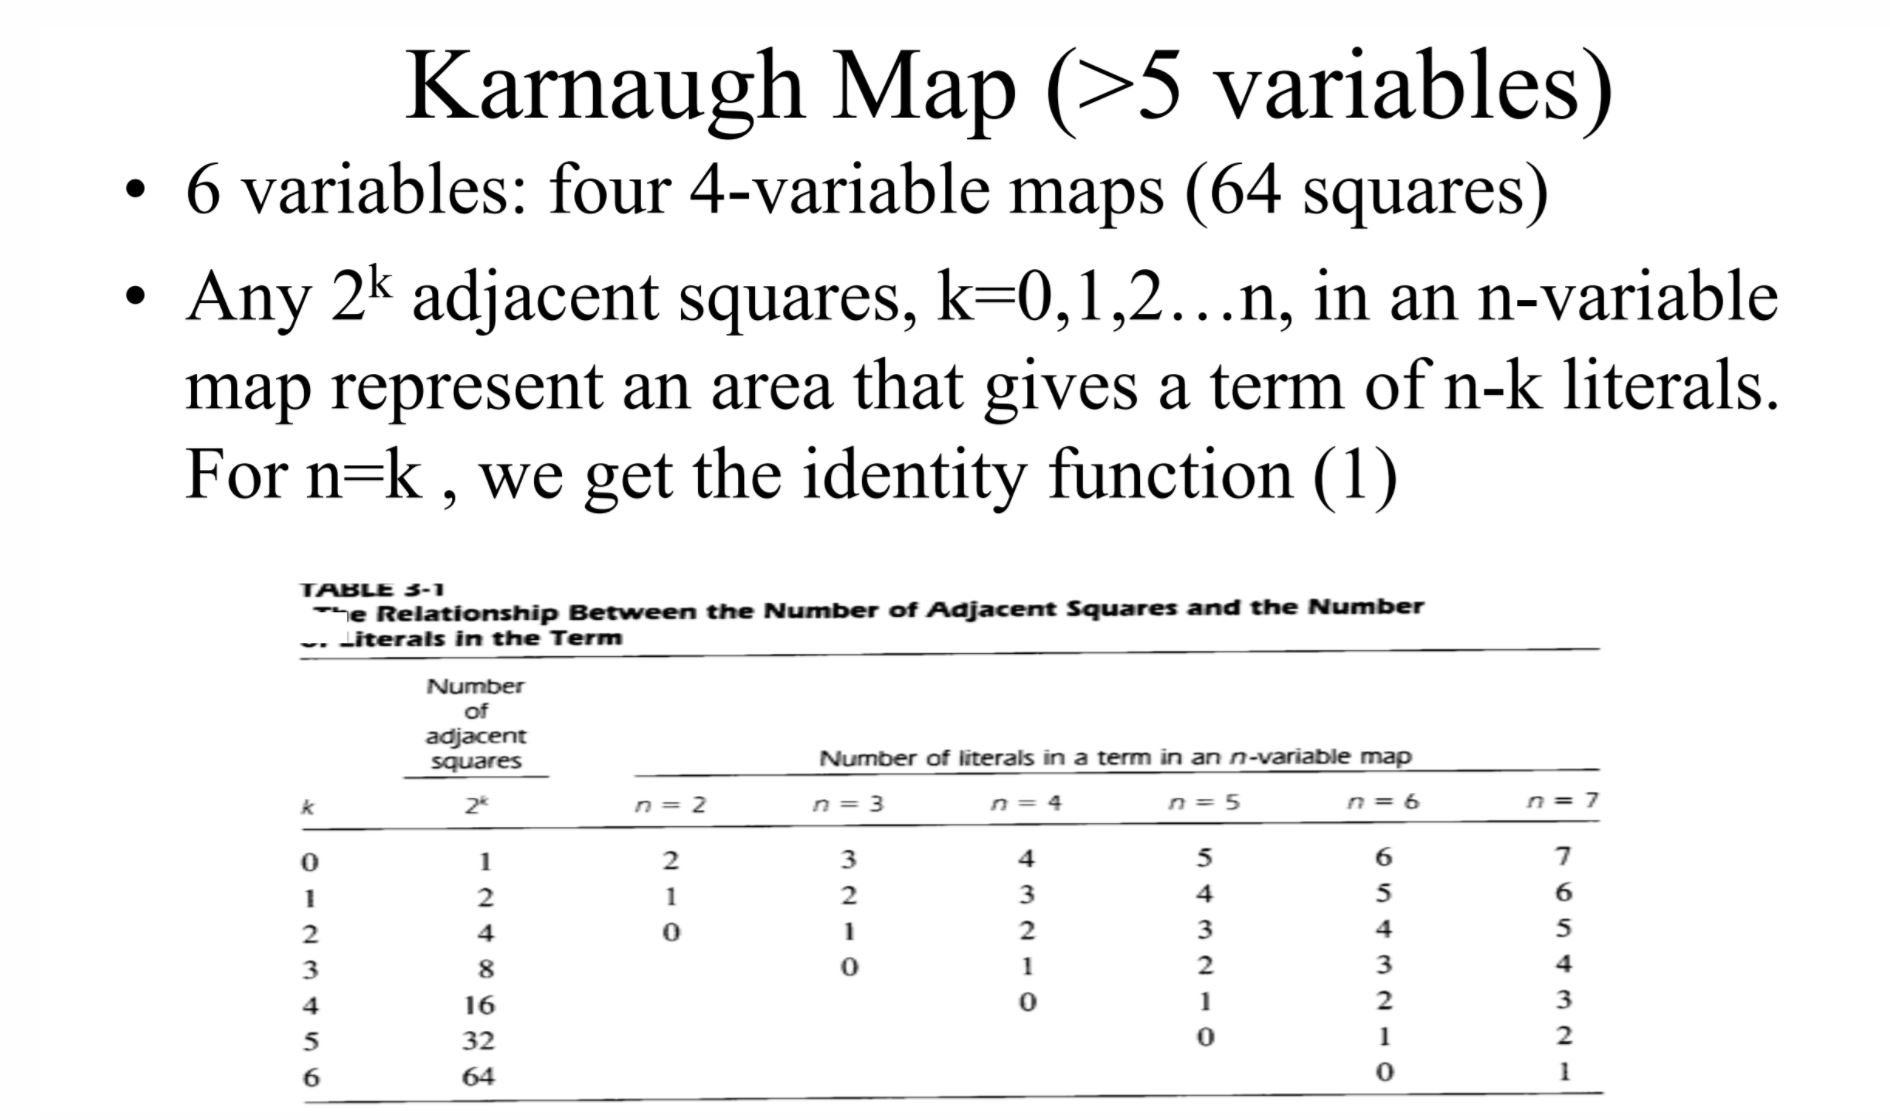 Karnaugh Map (>5 variables)
• 6 variables: four 4-variable maps (64 squares)
• Any 2^k adjacent squares, k=0,1,2…n, in an n-variable
map represent an area that gives a term of n-k literals.
For n=k , we get the identity function (1)
TABLE 3-1
The Relationship Between the Number of Adjacent Squares and the Number
Literals in the Term
Number
of
adjacent
squares
Number of literals in a term in an n-variable map
k 2^k n = 2 n = 3 n = 4 n = 5 n = 6 n = 7
0 1 2 3 4 5 6 7
1 2 1 2 3 4 5 6
2 4 0 1 2 3 4 5
3 8 0 1 2 3 4
4 16 0 1 2 3
5 32 0 1 2
6 64 0 1